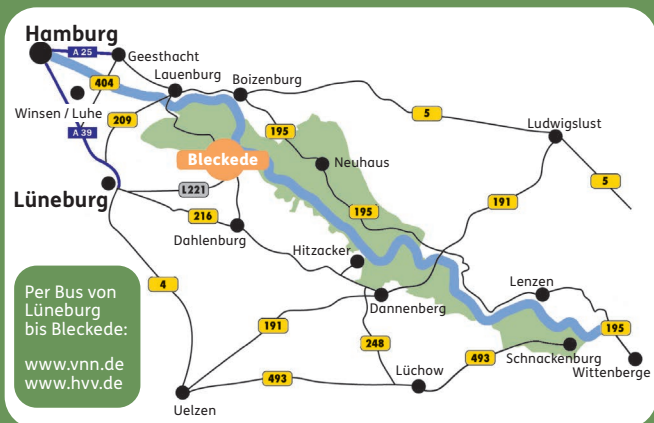 Hamburg
A 25
Geesthacht
404
Lauenburg
Boizenburg
Winsen / Luhe
209
195
5
Ludwigslust
A 39
Bleckede
Neuhaus
5
Lüneburg
L221
191
216
195
Dahlenburg
Hitzacker
4
Lenzen
Per Bus von
Lüneburg
bis Bleckede:
www.vnn.de
www.hvv.de
Dannenberg
191
195
248
493
Schnackenburg
Wittenberge
Lüchow
493
Uelzen